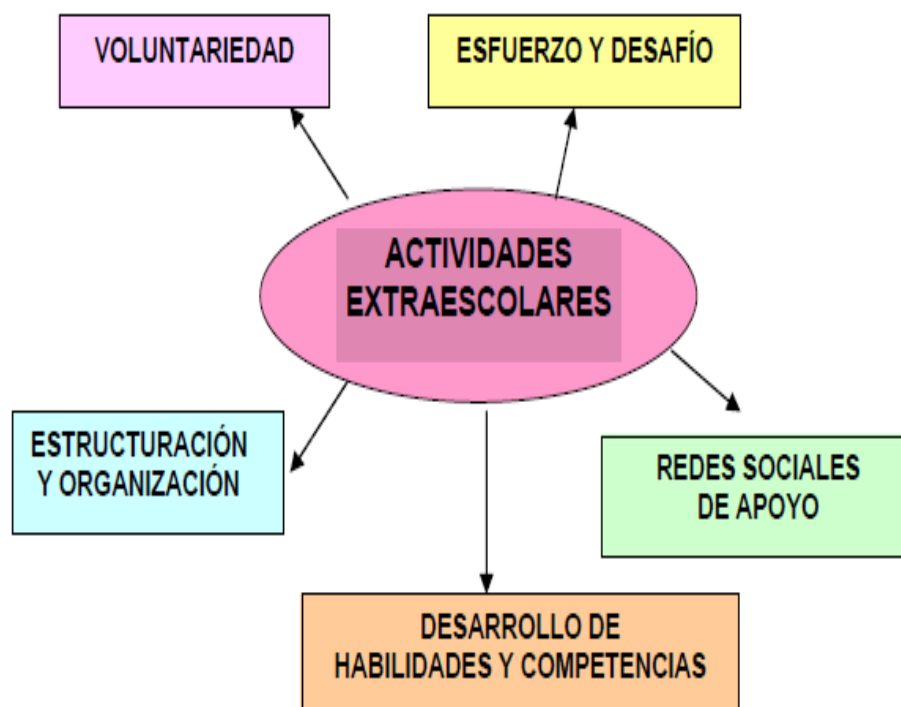 VOLUNTARIEDAD
ESFUERZO Y DESAFÍO
ACTIVIDADES
EXTRAESCOLARES
ESTRUCTURACIÓN
Y ORGANIZACIÓN
REDES SOCIALES
DE APOYO
DESARROLLO DE
HABILIDADES Y COMPETENCIAS